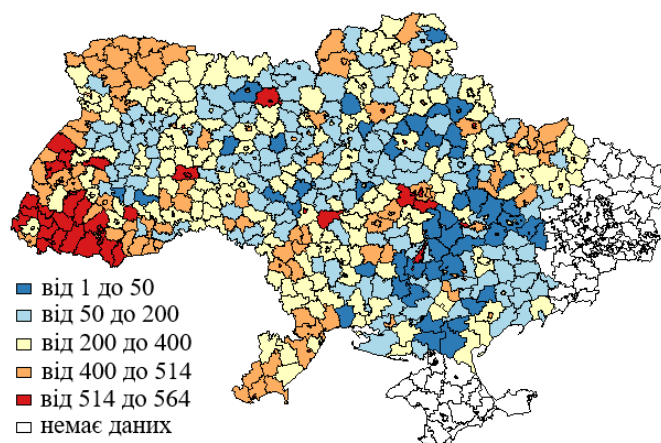 від 1 до 50
від 50 до 200
від 200 до 400
від 400 до 514
від 514 до 564
немає даних